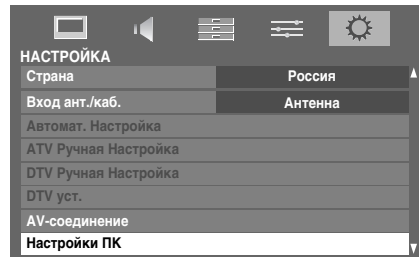 НАСТРОЙКА
Страна Россия
Вход ант./каб. Антенна
Автомат. Настройка
ATV Ручная Настройка
DTV Ручная Настройка
DTV уст.
AV-соединение
Настройки ПК